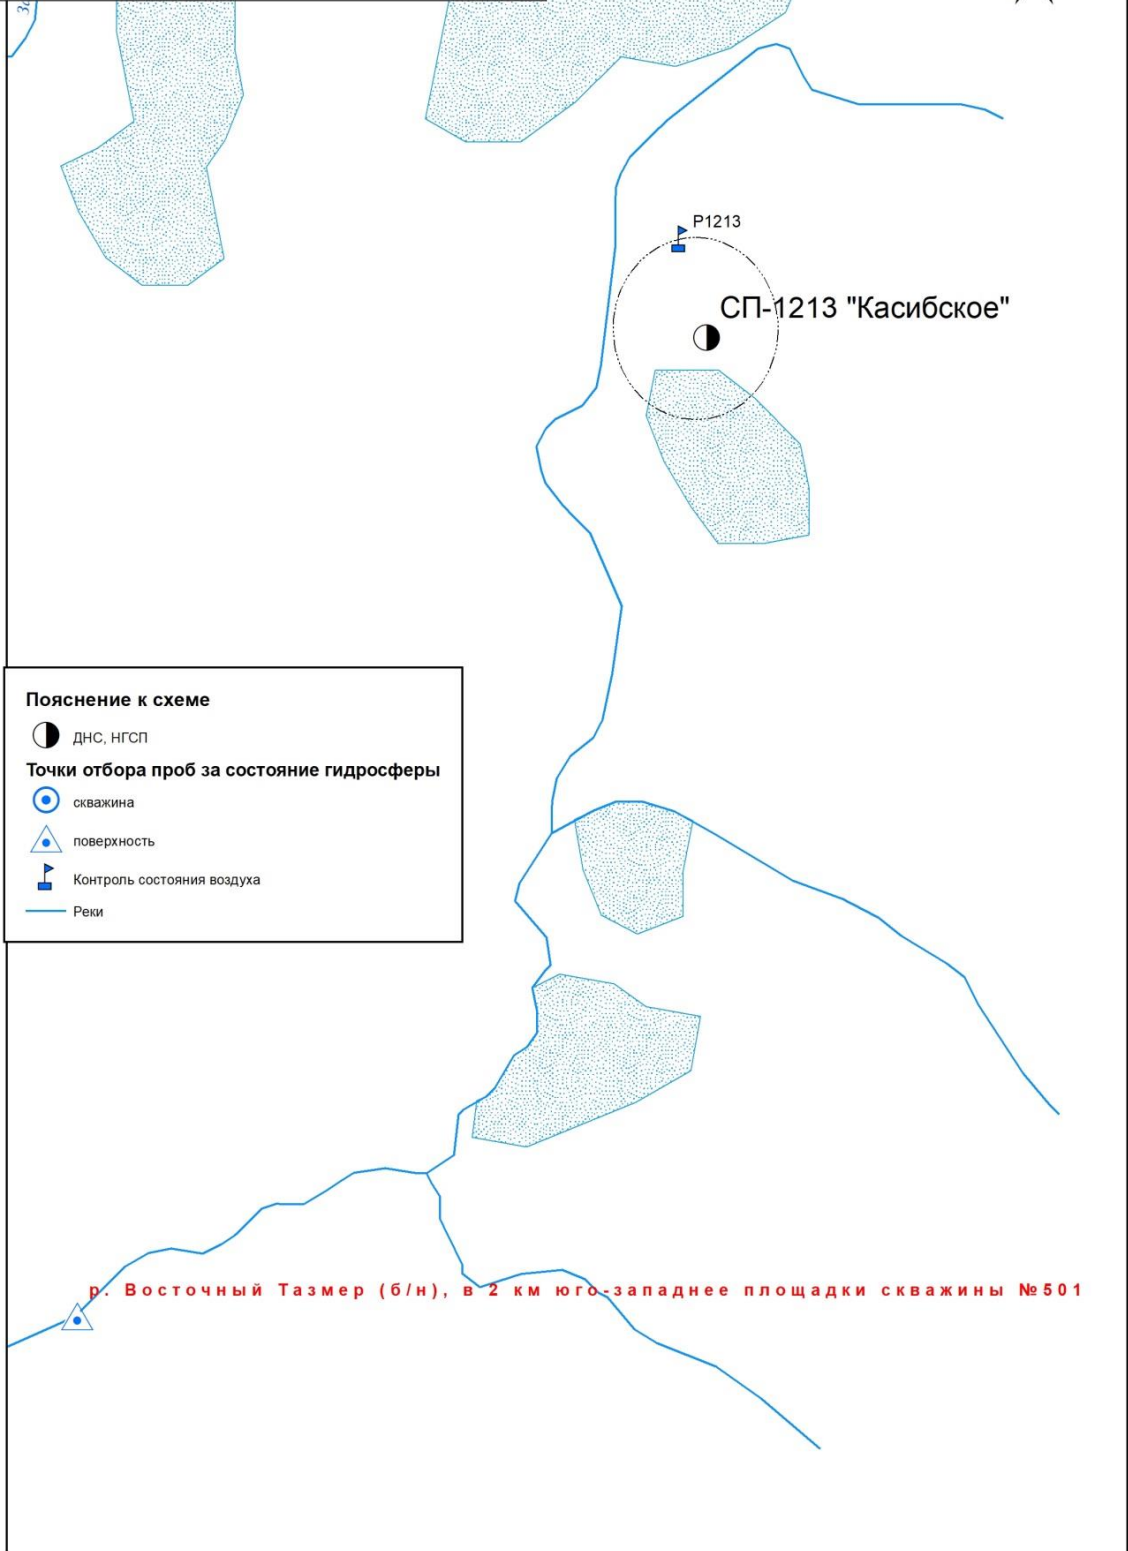 Р1213
СП-1213 "Касибское"
Пояснение к схеме
ДНС, НГСП
Точки отбора проб за состояние гидросферы
скважина
поверхность
Контроль состояния воздуха
Реки
р. Восточный Тазмер (б/н), в 2 км юго-западнее площадки скважины №501